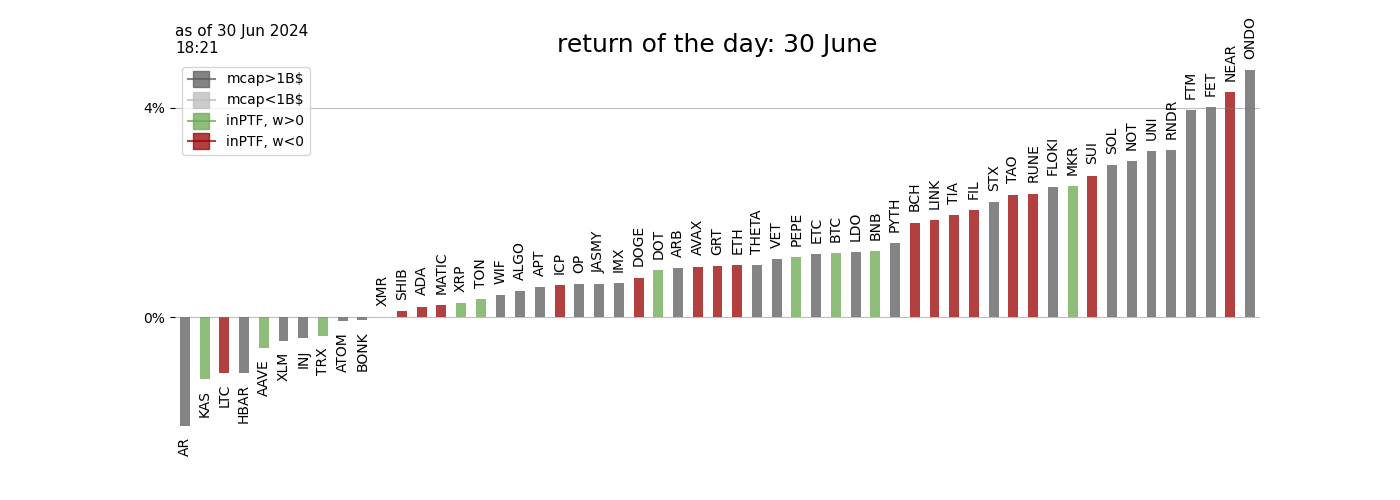 as of 30 Jun 2024
18:21
return of the day: 30 June
mcap>1B$
mcap<1B$
inPTF, w>0
inPTF, w<0
4%
0%
AR
KAS
LTC
HBAR
AAVE
XLM
INJ
TRX
ATOM
BONK
XMR
SHIB
ADA
MATIC
XRP
TON
WIF
ALGO
APT
ICP
OP
JASMY
IMX
DOGE
DOT
ARB
AVAX
GRT
ETH
THETA
VET
PEPE
ETC
BTC
LDO
BNB
PYTH
BCH
LINK
TIA
FIL
STX
TAO
RUNE
FLOKI
MKR
SUI
SOL
NOT
UNI
RNDR
FTM
FET
NEAR
ONDO